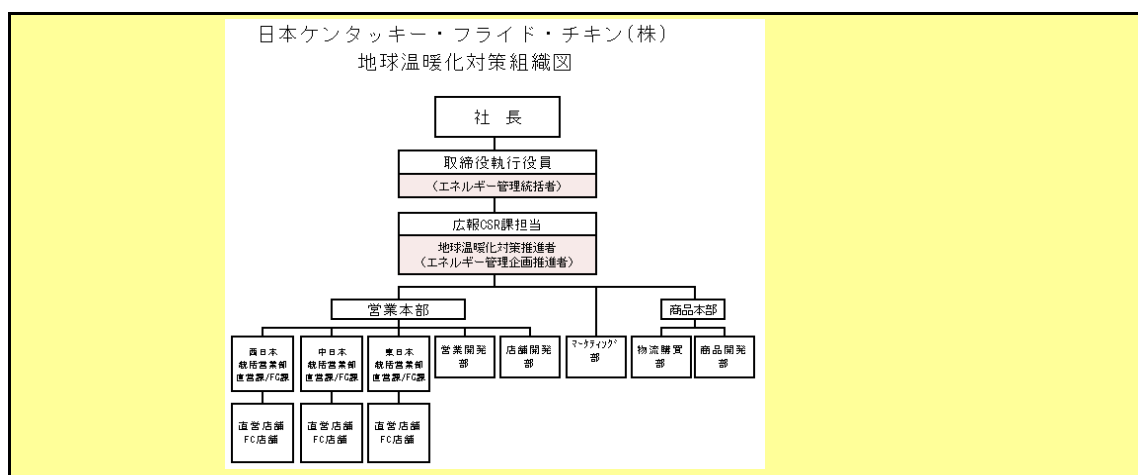 日本ケンタッキー・フライド・チキン(株)
地球温暖化対策組織図
社 長
取締役執行役員
(エネルギー管理統括者)
広報CSR課担当
地球温暖化対策推進者
(エネルギー管理企画推進者)
営業本部
商品本部
西日本
統括営業部
直営課/FC課
中日本
統括営業部
直営課/FC課
東日本
統括営業部
直営課/FC課
営業開発
部
店舗開発
部
マーケティング
部
物流購買
部
商品開発
部
直営店舗
FC店舗
直営店舗
FC店舗
直営店舗
FC店舗